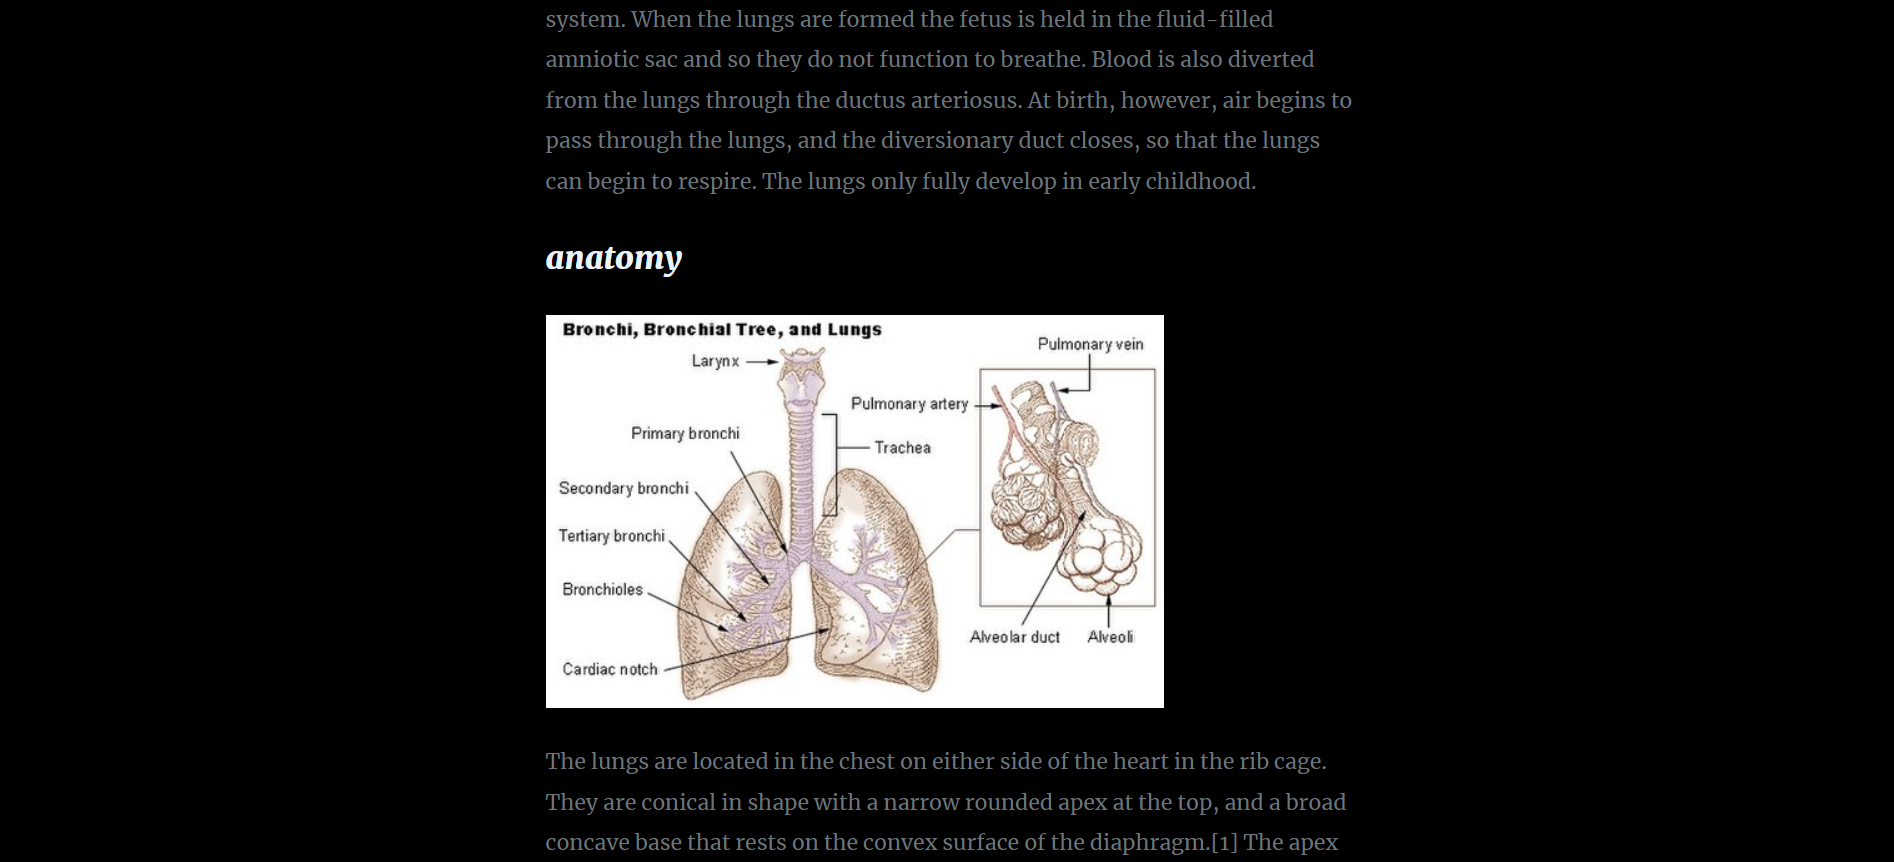 system. When the lungs are formed the fetus is held in the fluid-filled
amniotic sac and so they do not function to breathe. Blood is also diverted
from the lungs through the ductus arteriosus. At birth, however, air begins to
pass through the lungs, and the diversionary duct closes, so that the lungs
can begin to respire. The lungs only fully develop in early childhood.
anatomy
Bronchi, Bronchial Tree, and Lungs
Pulmonary vein
Larynx
Pulmonary artery
Primary bronchi
Trachea
Secondary bronchi
Tertiary bronchi
Bronchioles
Alveolar duct
Alveoli
Cardiac notch
The lungs are located in the chest on either side of the heart in the rib cage.
They are conical in shape with a narrow rounded apex at the top, and a broad
concave base that rests on the convex surface of the diaphragm.[1] The apex